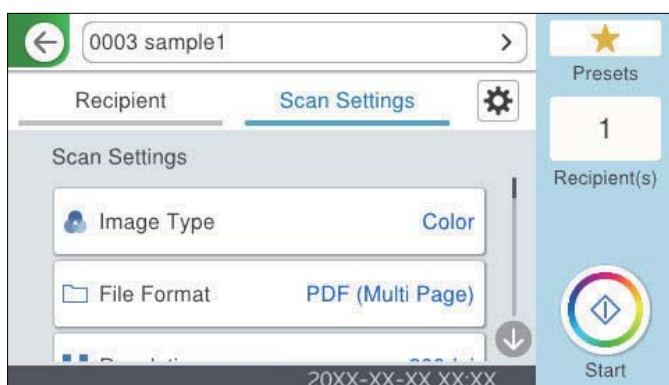 0003 sample1
Presets
Recipient
Scan Settings
1
Recipient(s)
Scan Settings
Image Type
Color
File Format
PDF (Multi Page)
20XX-XX-XX XX:XX
Start